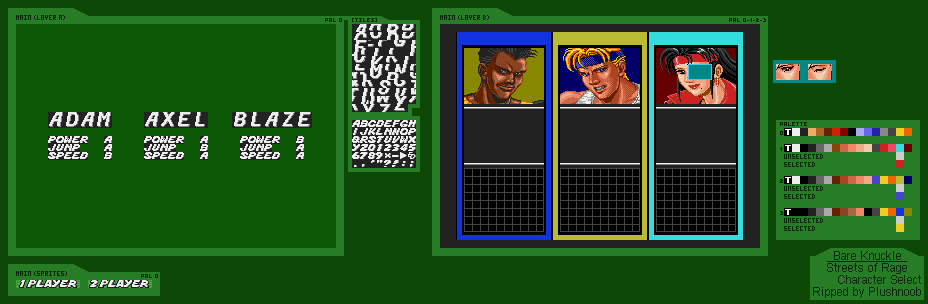 MAIN (LAYER A)
PAL 0
ADAM AXEL BLAZE
POWER A POWER A POWER B
JUMP A JUMP B JUMP A
SPEED B SPEED A SPEED A
(TILES)
ABCDEFGH
IJKLMNOP
QRSTUVWX
YZ012345
MAIN (LAYER B)
PAL 0-1-2-3
PALETTE
0 T
1 T
UNSELECTED
SELECTED
2 T
UNSELECTED
SELECTED
3 T
UNSELECTED
SELECTED
MAIN (SPRITES)
PAL 0
1 PLAYER 2 PLAYER
Bare Knuckle
Streets of Rage
Character Select
Ripped by Plushnoob